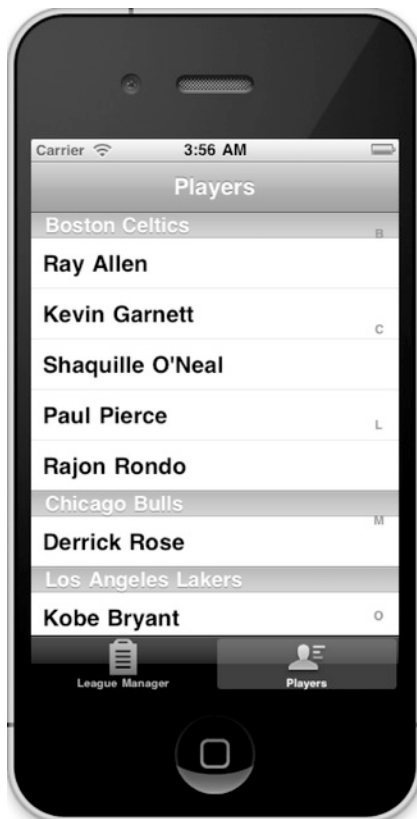 Carrier 3:56 AM
Players
Boston Celtics
B
Ray Allen
Kevin Garnett
C
Shaquille O'Neal
Paul Pierce
L
Rajon Rondo
Chicago Bulls
M
Derrick Rose
Los Angeles Lakers
Kobe Bryant
O
League Manager
Players